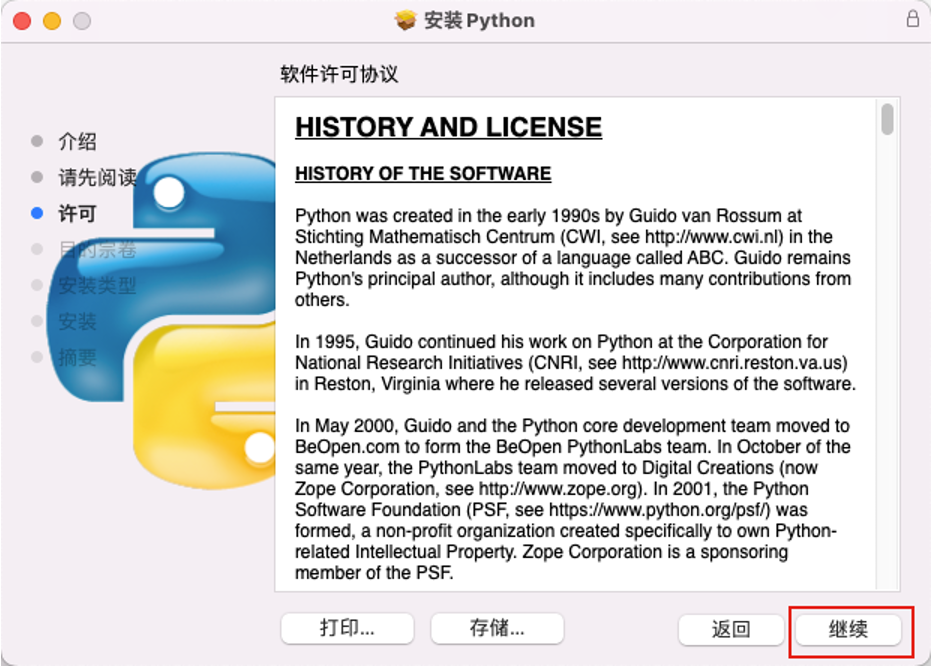 安装 Python
软件许可协议
介绍
请先阅读
许可
目的宗卷
安装类型
安装
摘要
HISTORY AND LICENSE
HISTORY OF THE SOFTWARE
Python was created in the early 1990s by Guido van Rossum at
Stichting Mathematisch Centrum (CWI, see http://www.cwi.nl) in the
Netherlands as a successor of a language called ABC. Guido remains
Python's principal author, although it includes many contributions from
others.
In 1995, Guido continued his work on Python at the Corporation for
National Research Initiatives (CNRI, see http://www.cnri.reston.va.us)
in Reston, Virginia where he released several versions of the software.
In May 2000, Guido and the Python core development team moved to
BeOpen.com to form the BeOpen PythonLabs team. In October of the
same year, the PythonLabs team moved to Digital Creations (now
Zope Corporation, see http://www.zope.org). In 2001, the Python
Software Foundation (PSF, see https://www.python.org/psf/) was
formed, a non-profit organization created specifically to own Python-
related Intellectual Property. Zope Corporation is a sponsoring
member of the PSF.
打印...
存储...
返回
继续